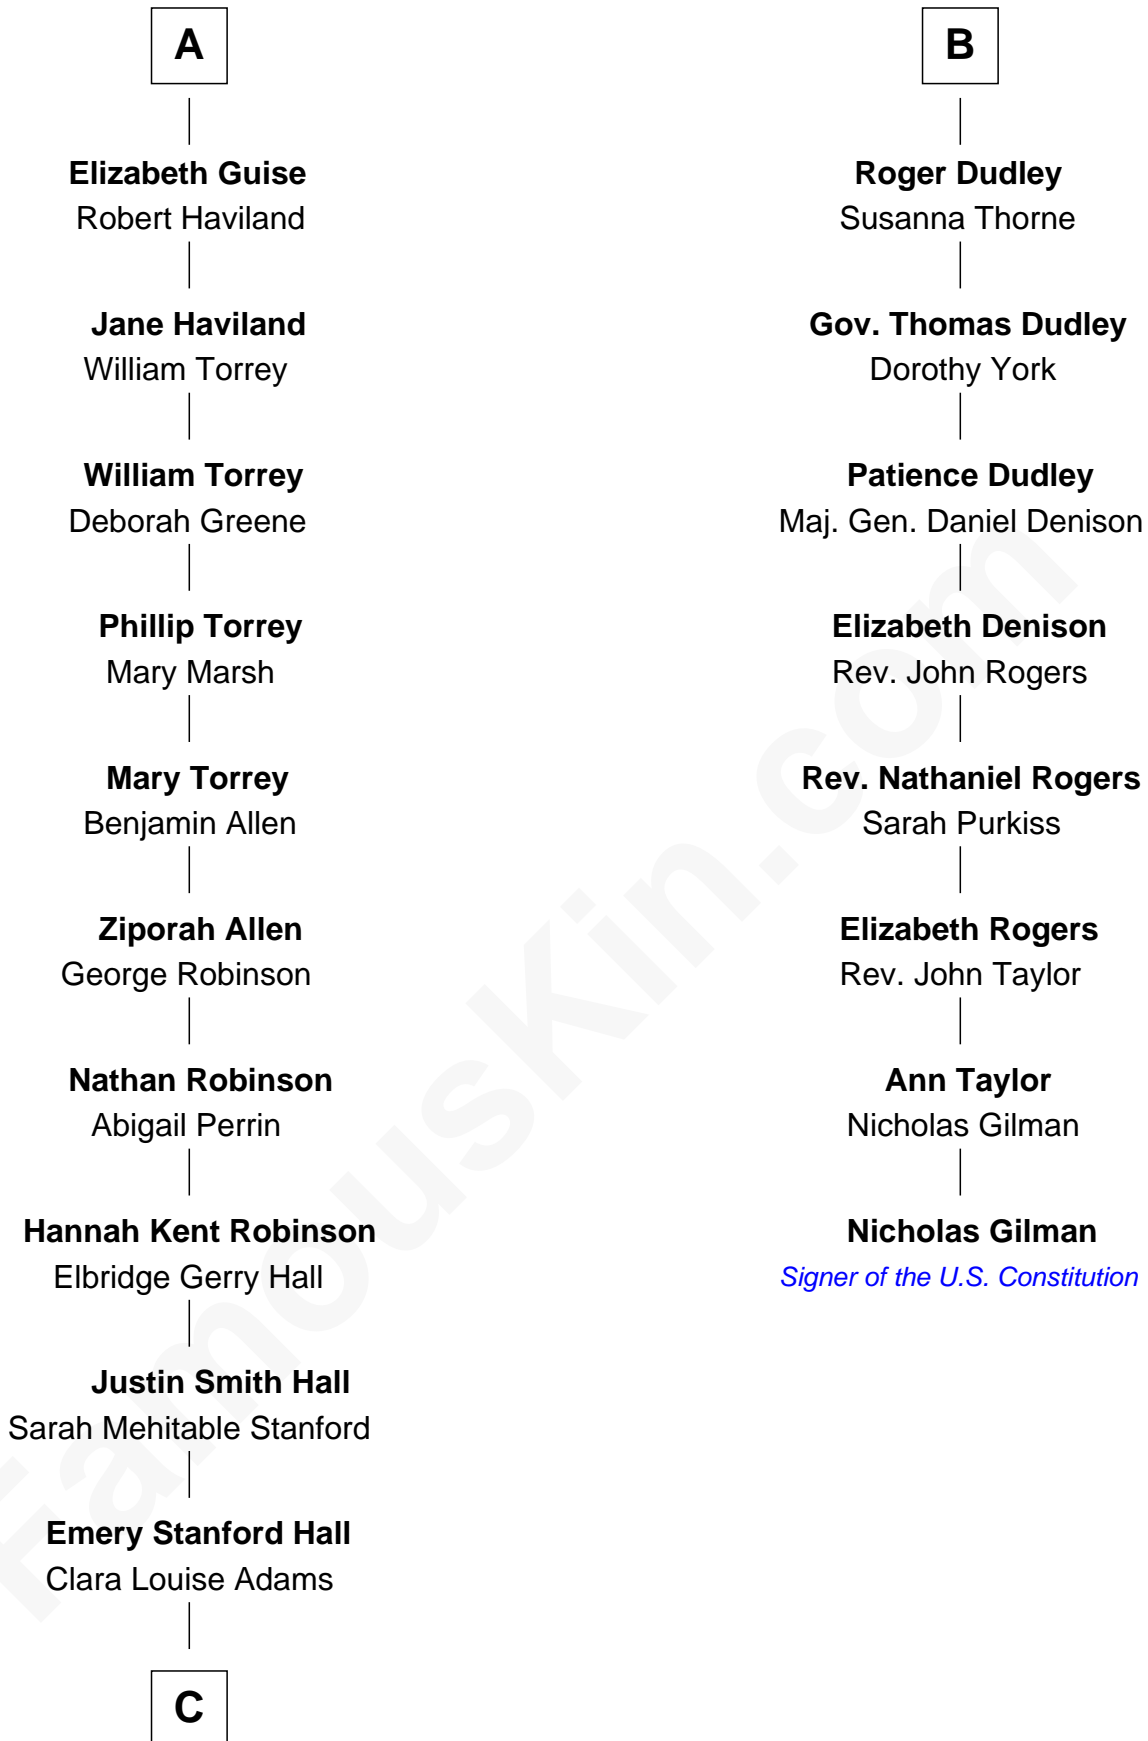 A
Elizabeth Guise
Robert Haviland
Jane Haviland
William Torrey
William Torrey
Deborah Greene
Phillip Torrey
Mary Marsh
Mary Torrey
Benjamin Allen
Ziporah Allen
George Robinson
Nathan Robinson
Abigail Perrin
Hannah Kent Robinson
Elbridge Gerry Hall
Justin Smith Hall
Sarah Mehitable Stanford
Emery Stanford Hall
Clara Louise Adams
C
B
Roger Dudley
Susanna Thorne
Gov. Thomas Dudley
Dorothy York
Patience Dudley
Maj. Gen. Daniel Denison
Elizabeth Denison
Rev. John Rogers
Rev. Nathaniel Rogers
Sarah Purkiss
Elizabeth Rogers
Rev. John Taylor
Ann Taylor
Nicholas Gilman
Nicholas Gilman
Signer of the U.S. Constitution
FamousKin.com